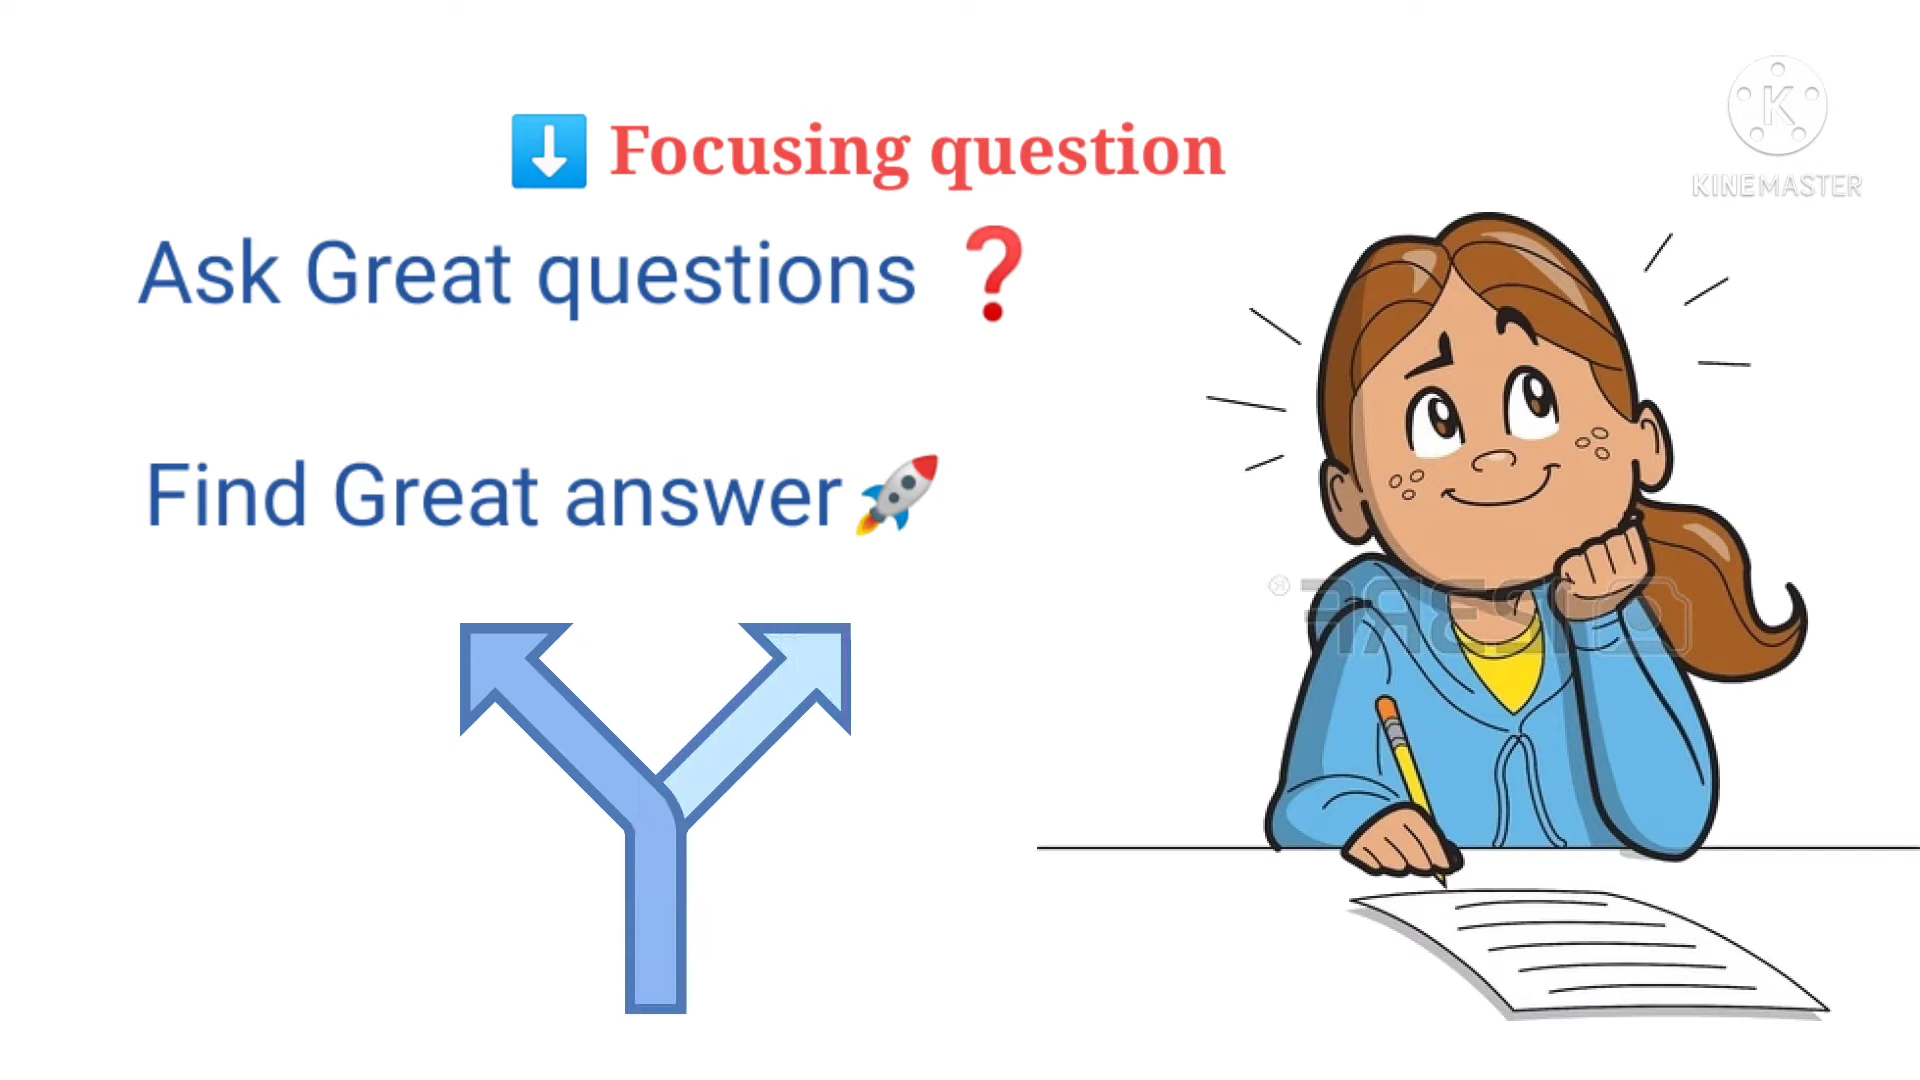 ⬇️ Focusing question
Ask Great questions ❓
Find Great answer🚀
K
KINEMASTER